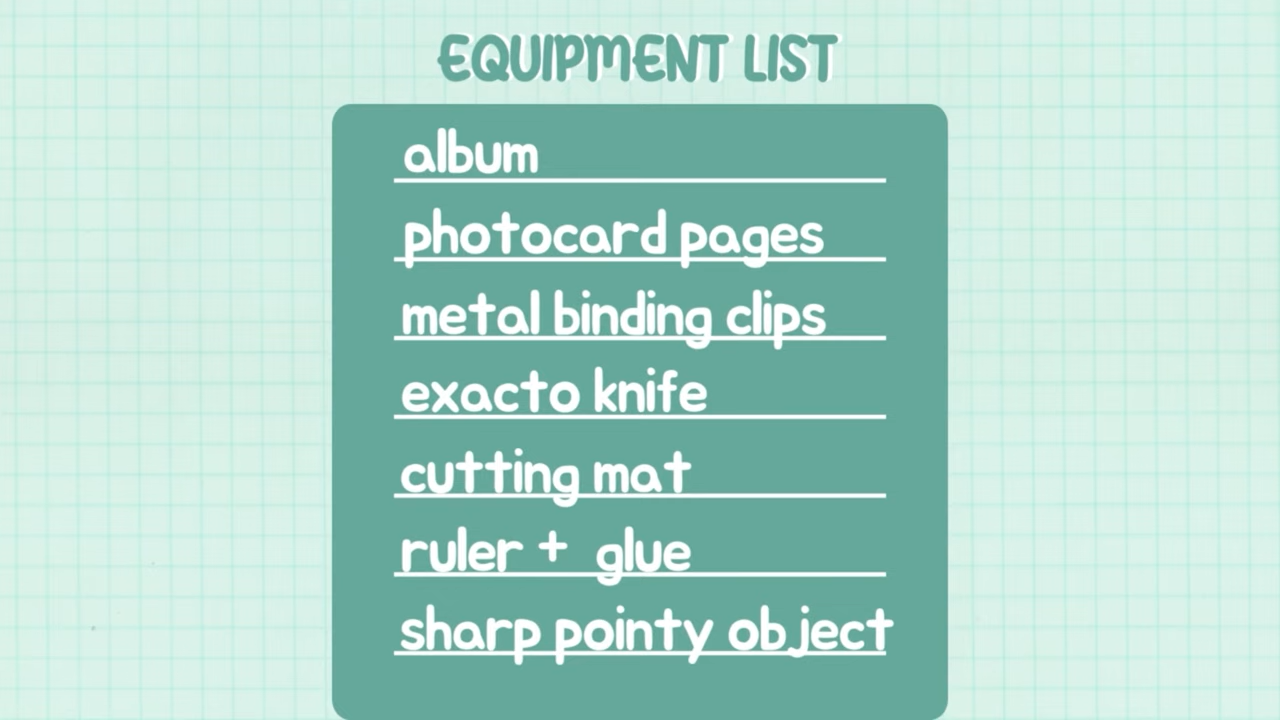 EQUIPMENT LIST
album
photocard pages
metal binding clips
exacto knife
cutting mat
ruler + glue
sharp pointy object